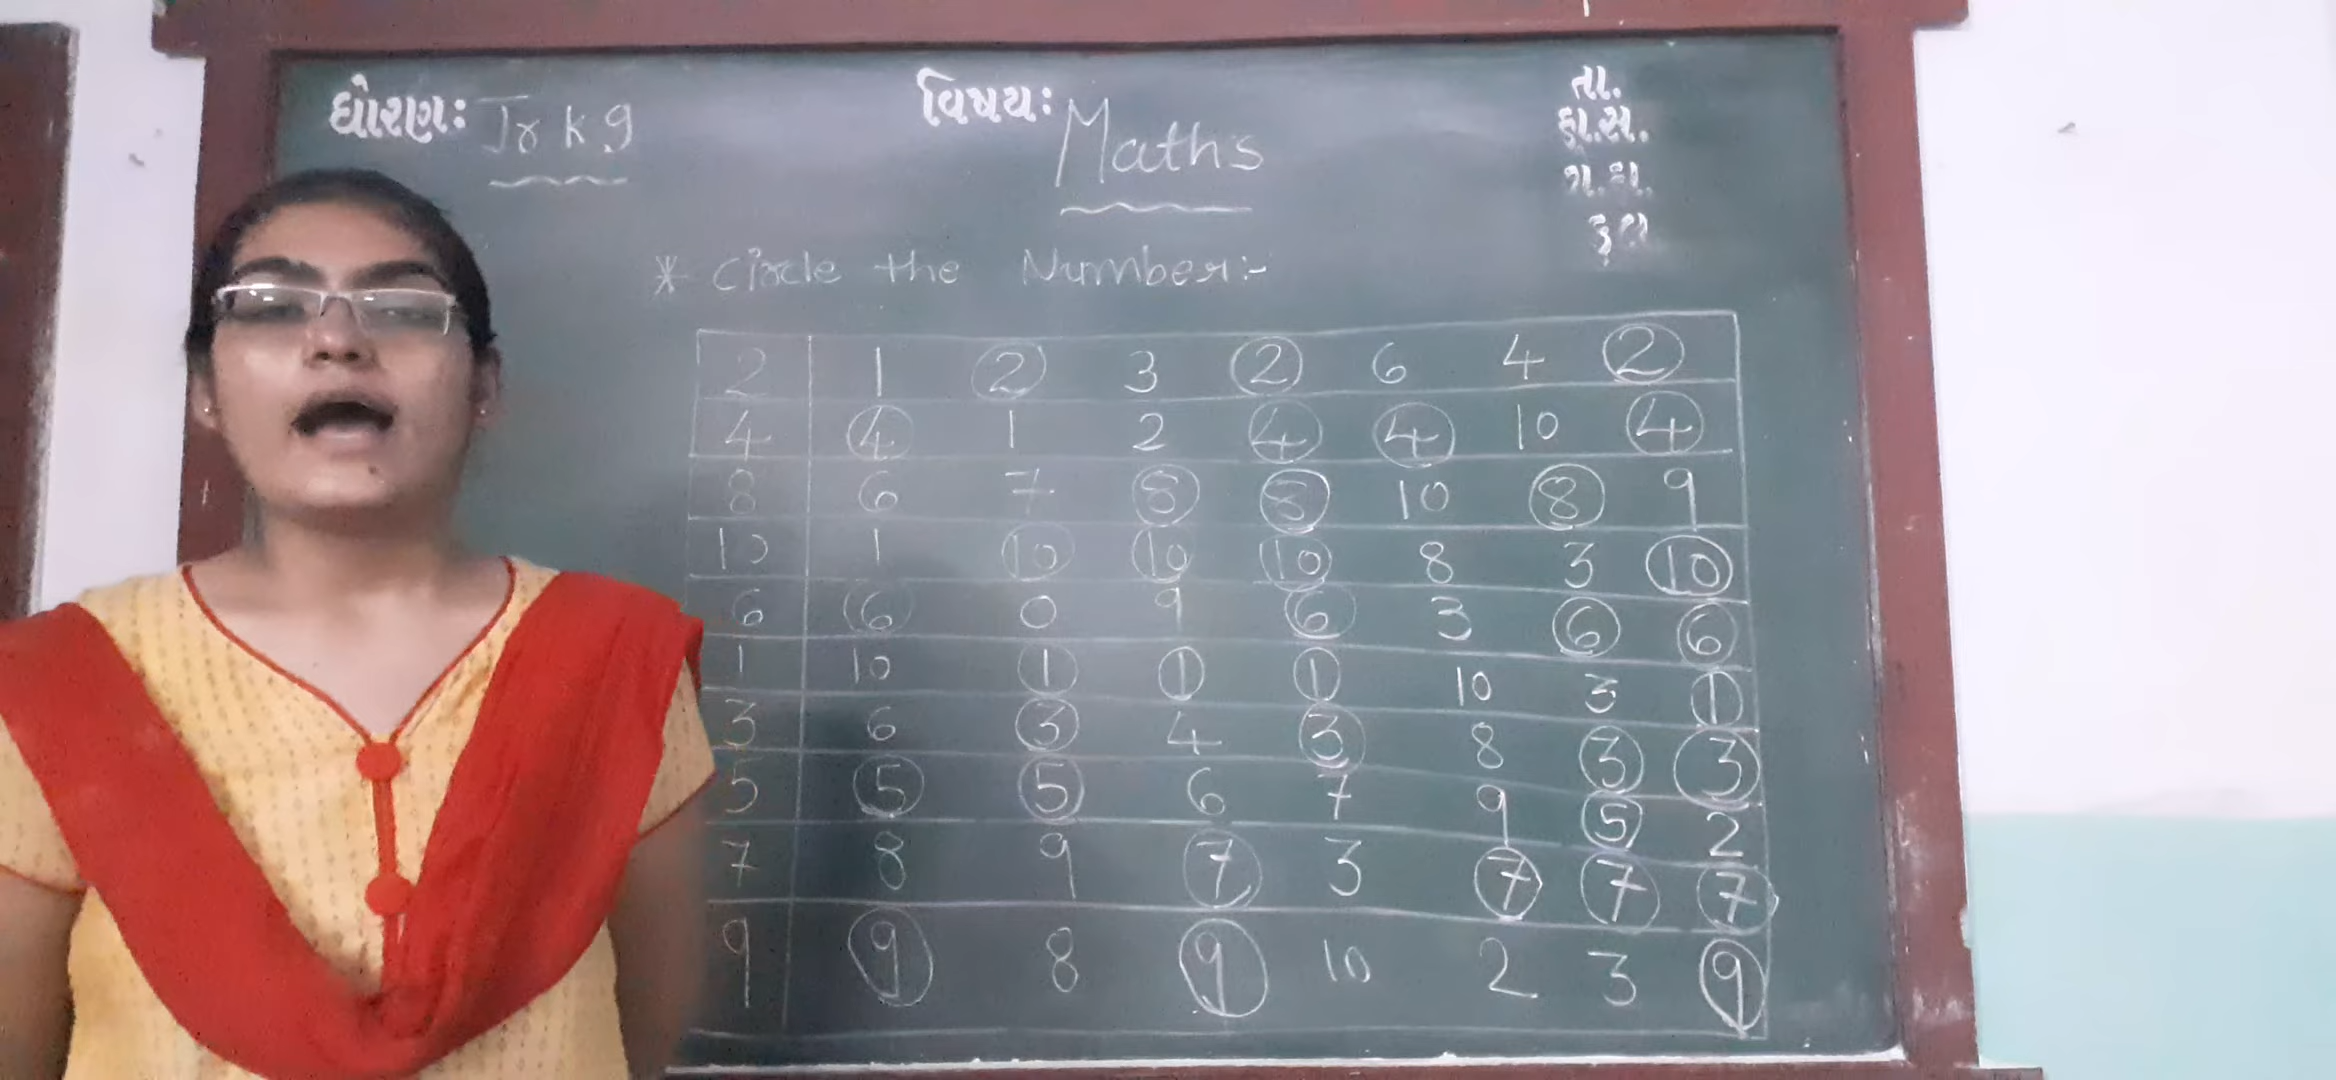 ધોરણ: Jr kg
વિષય: Maths
તા.
કા.સ.
ગ.હા.
કુલ
* Circle the Number:-
2 1 2 3 2 6 4 2
4 4 1 2 4 4 10 4
8 6 7 8 8 10 8 9
10 1 10 10 10 8 3 10
6 6 0 9 6 3 6 6
1 10 1 1 1 10 3 1
3 6 3 4 3 8 3 3
5 5 5 6 7 9 5 2
7 8 9 7 3 7 7 7
9 9 8 9 10 2 3 9